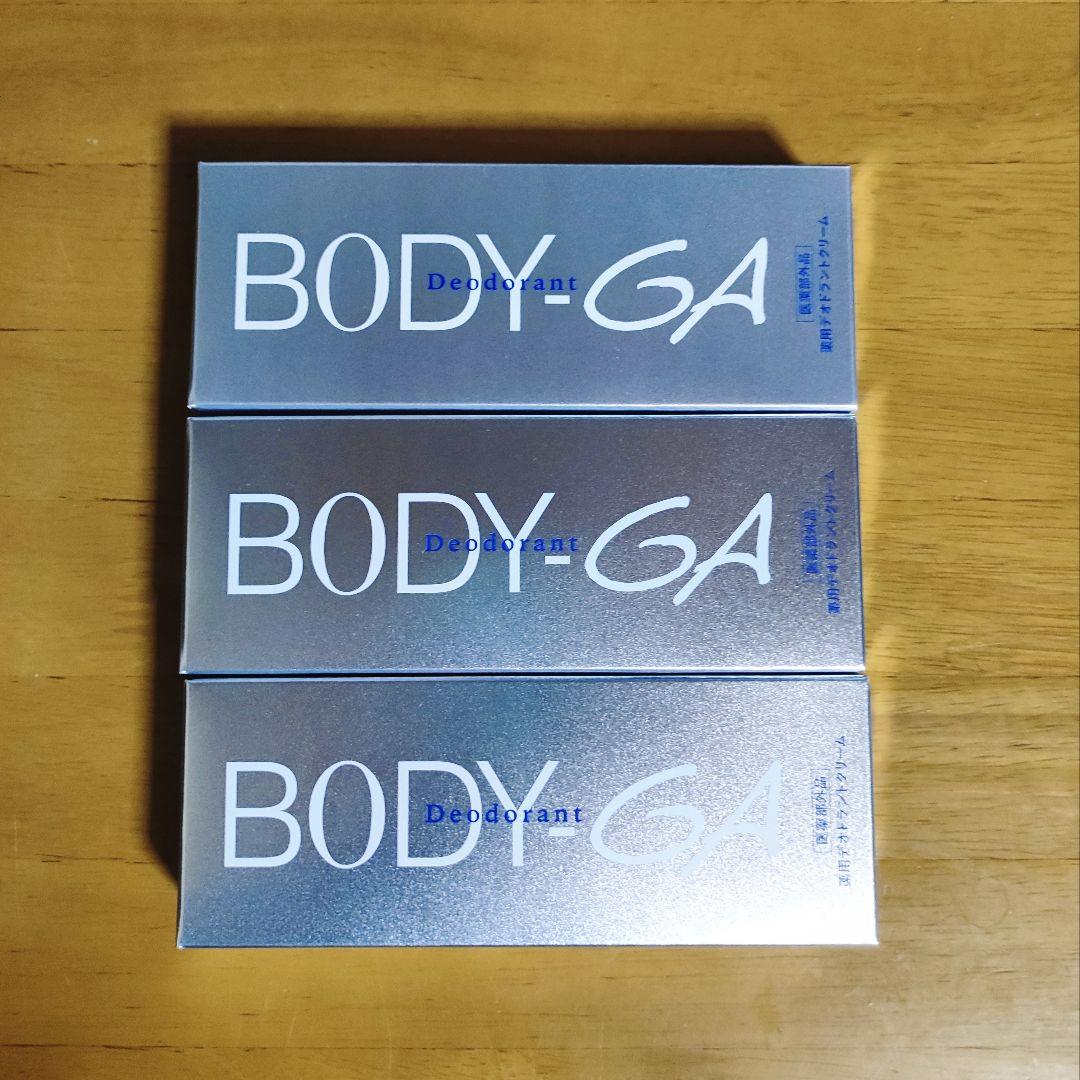 BODY-GA
Deodorant
医薬部外品
薬用デオドラントクリーム
BODY-GA
Deodorant
医薬部外品
薬用デオドラントクリーム
BODY-GA
Deodorant
医薬部外品
薬用デオドラントクリーム